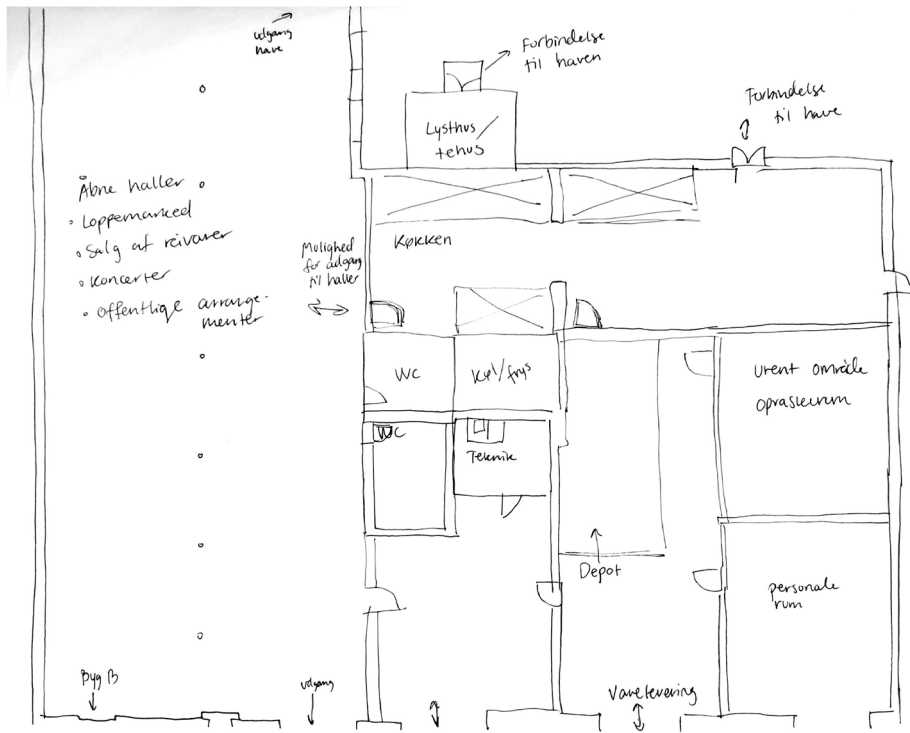 udgang
have
Forbindelse
til haven
Lysthus
tehus
Forbindelse
til have
Åbne haller
• Loppemarked
• Salg af reivarer
• Koncerter
• offentlige arrange-
menter
Mulighed
for adgang
til haller
Køkken
WC
Køl/frys
urent område
WC
Teknik
Depot
personale
rum
Byg B
udgang
Varelevering